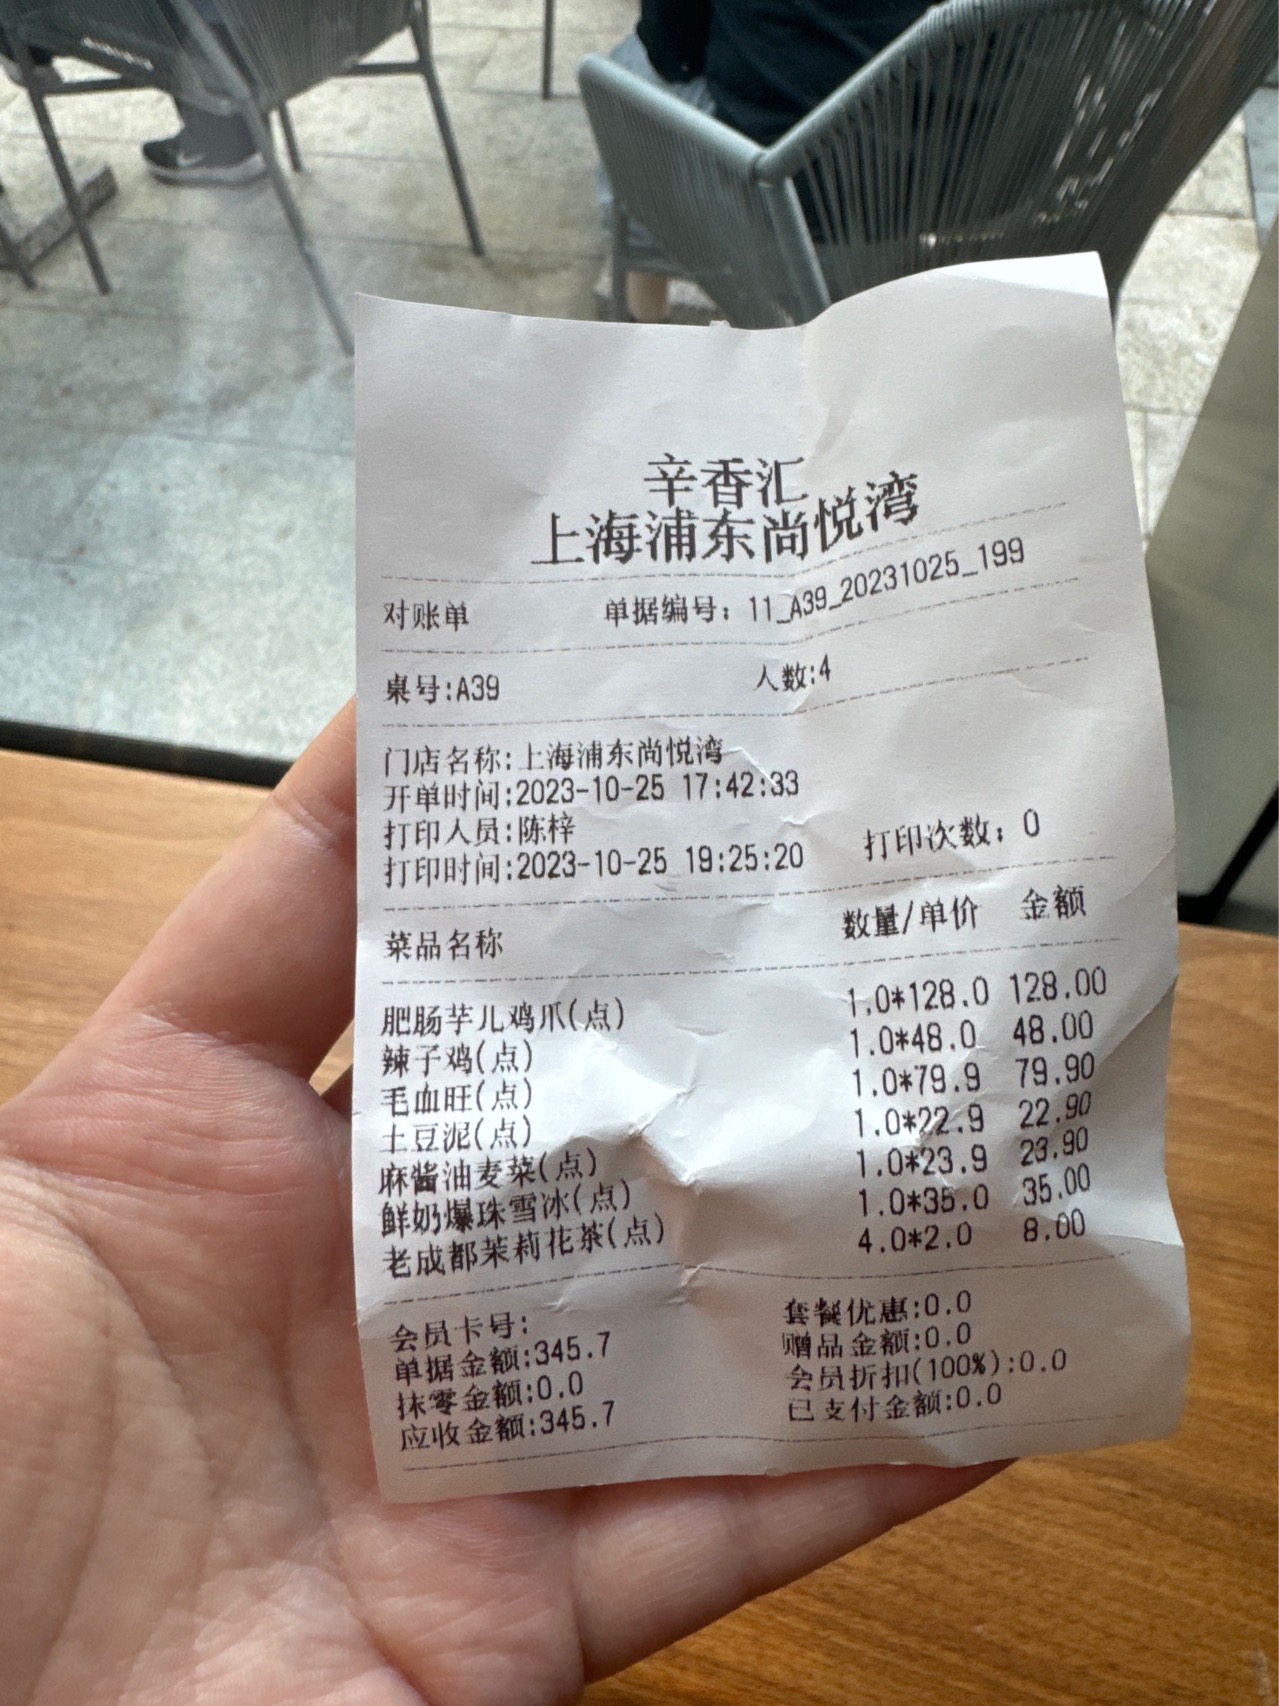 辛香汇
上海浦东尚悦湾
对账单 单据编号：11_A39_20231025_199
桌号:A39 人数:4
门店名称:上海浦东尚悦湾
开单时间:2023-10-25 17:42:33
打印人员:陈梓
打印时间:2023-10-25 19:25:20 打印次数：0
菜品名称 数量/单价 金额
肥肠芋儿鸡爪(点) 1.0*128.0 128.00
辣子鸡(点) 1.0*48.0 48.00
毛血旺(点) 1.0*79.9 79.90
土豆泥(点) 1.0*22.9 22.90
麻酱油麦菜(点) 1.0*23.9 23.90
鲜奶爆珠雪冰(点) 1.0*35.0 35.00
老成都茉莉花茶(点) 4.0*2.0 8.00
会员卡号: 套餐优惠:0.0
单据金额:345.7 赠品金额:0.0
抹零金额:0.0 会员折扣(100%):0.0
应收金额:345.7 已支付金额:0.0